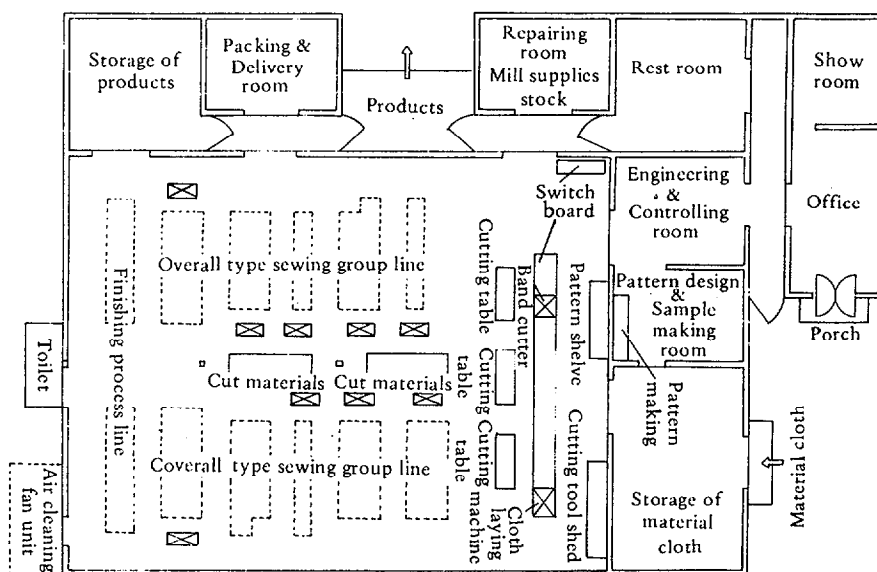 Storage of
products
Packing &
Delivery
room
Products
Repairing
room
Mill supplies
stock
Rest room
Show
room
Switch
board
Engineering
&
Controlling
room
Office
Finishing process line
Overall type sewing group line
Cutting table
Band cutter
Pattern shelve
Pattern design
&
Sample
making
room
Porch
Toilet
Cut materials
Cut materials
Cutting
table
Pattern
making
Coverall type sewing group line
Cutting
table
Cloth laying
machine
Cutting tool shed
Storage of
material
cloth
Material cloth
Air cleaning
fan unit